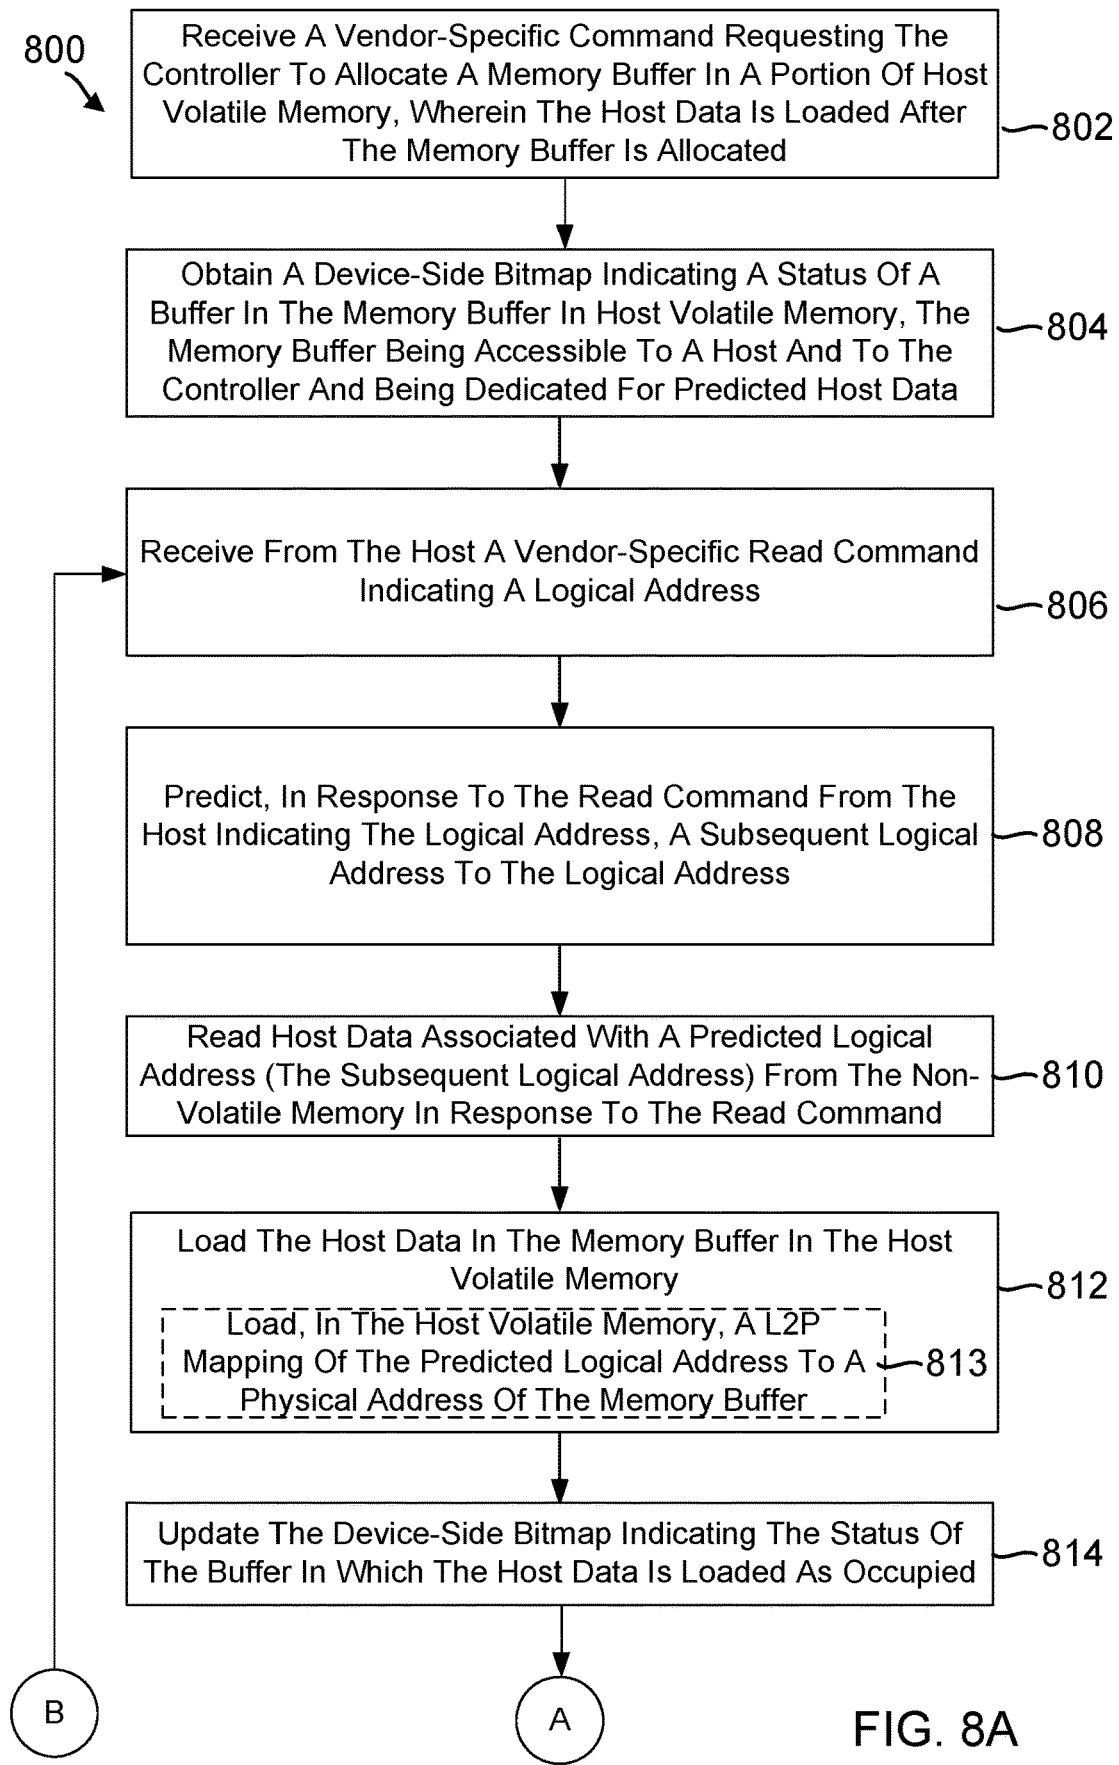 800
Receive A Vendor-Specific Command Requesting The
Controller To Allocate A Memory Buffer In A Portion Of Host
Volatile Memory, Wherein The Host Data Is Loaded After
The Memory Buffer Is Allocated
802
Obtain A Device-Side Bitmap Indicating A Status Of A
Buffer In The Memory Buffer In Host Volatile Memory, The
Memory Buffer Being Accessible To A Host And To The
Controller And Being Dedicated For Predicted Host Data
804
Receive From The Host A Vendor-Specific Read Command
Indicating A Logical Address
806
Predict, In Response To The Read Command From The
Host Indicating The Logical Address, A Subsequent Logical
Address To The Logical Address
808
Read Host Data Associated With A Predicted Logical
Address (The Subsequent Logical Address) From The Non-
Volatile Memory In Response To The Read Command
810
Load The Host Data In The Memory Buffer In The Host
Volatile Memory
812
Load, In The Host Volatile Memory, A L2P
Mapping Of The Predicted Logical Address To A
Physical Address Of The Memory Buffer
813
Update The Device-Side Bitmap Indicating The Status Of
The Buffer In Which The Host Data Is Loaded As Occupied
814
B
A
FIG. 8A